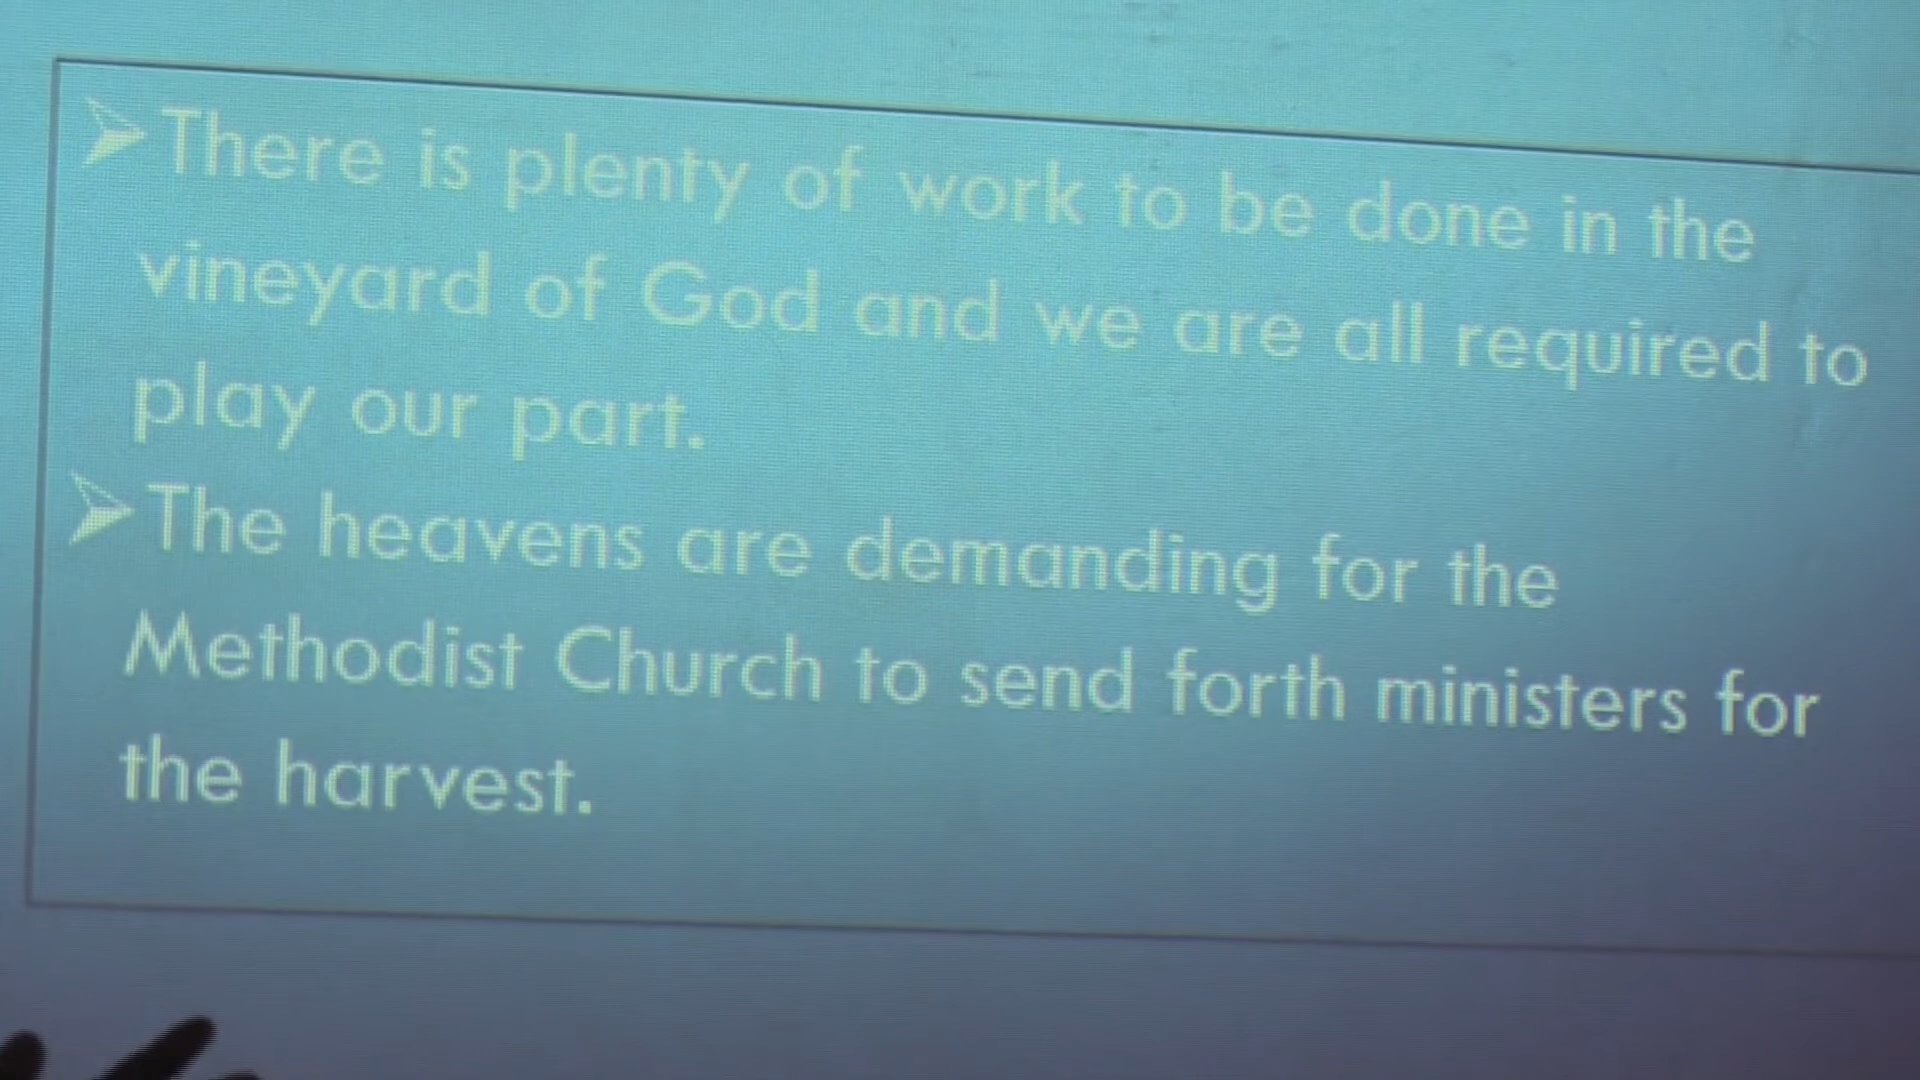 ➢There is plenty of work to be done in the
vineyard of God and we are all required to
play our part.
➢The heavens are demanding for the
Methodist Church to send forth ministers for
the harvest.